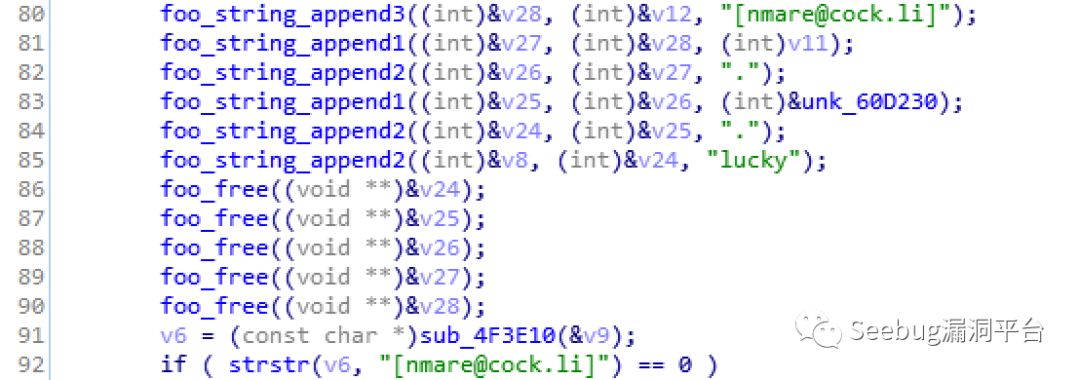 80 foo_string_append3((int)&v28, (int)&v12, "[nmare@cock.li]");
81 foo_string_append1((int)&v27, (int)&v28, (int)v11);
82 foo_string_append2((int)&v26, (int)&v27, ".");
83 foo_string_append1((int)&v25, (int)&v26, (int)&unk_60D230);
84 foo_string_append2((int)&v24, (int)&v25, ".");
85 foo_string_append2((int)&v8, (int)&v24, "lucky");
86 foo_free((void **)&v24);
87 foo_free((void **)&v25);
88 foo_free((void **)&v26);
89 foo_free((void **)&v27);
90 foo_free((void **)&v28);
91 v6 = (const char *)sub_4F3E10(&v9);
92 if ( strstr(v6, "[nmare@cock.li]") == 0 )
Seebug漏洞平台